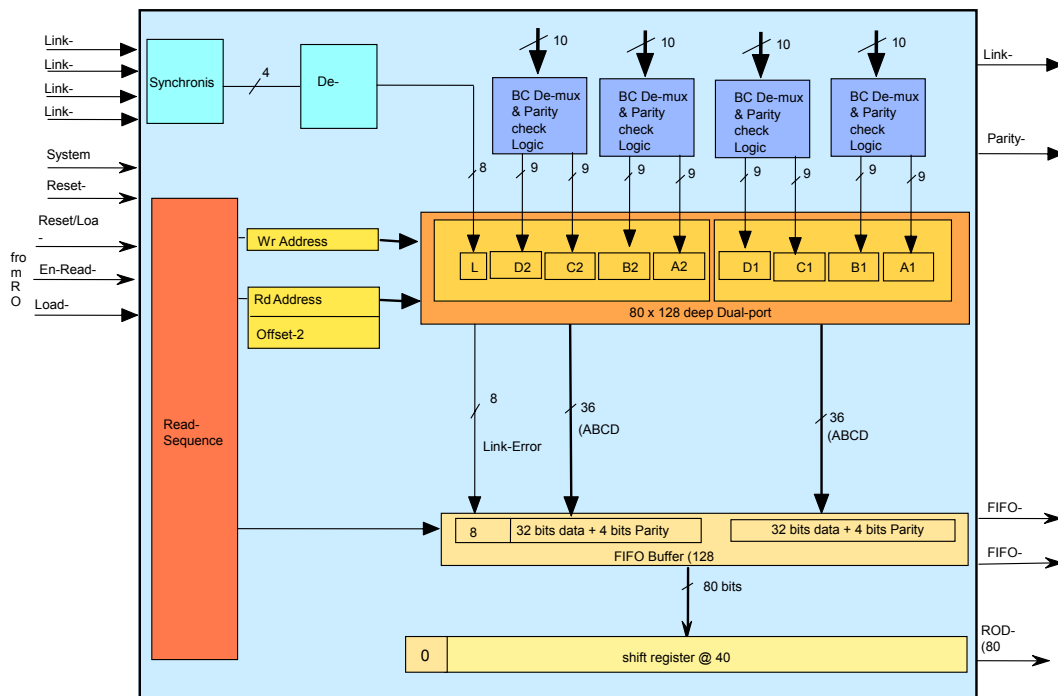 Link-
Link-
Link-
Link-
System
Reset-
Reset/Loa
-
En-Read-
Load-
fro
m
R
O
Synchronis
4
De-
10
10
10
10
BC De-mux
& Parity
check
Logic
BC De-mux
& Parity
check
Logic
BC De-mux
& Parity
check Logic
BC De-mux
& Parity
check
Logic
8
9
9
9
9
9
9
9
9
Link-
Parity-
Wr Address
Rd Address
Offset-2
L
D2
C2
B2
A2
D1
C1
B1
A1
80 x 128 deep Dual-port
Read-
Sequence
8
Link-Error
36
(ABCD
36
(ABCD
8
32 bits data + 4 bits Parity
32 bits data + 4 bits Parity
FIFO Buffer (128
FIFO-
FIFO-
80 bits
0
shift register @ 40
ROD-
(80